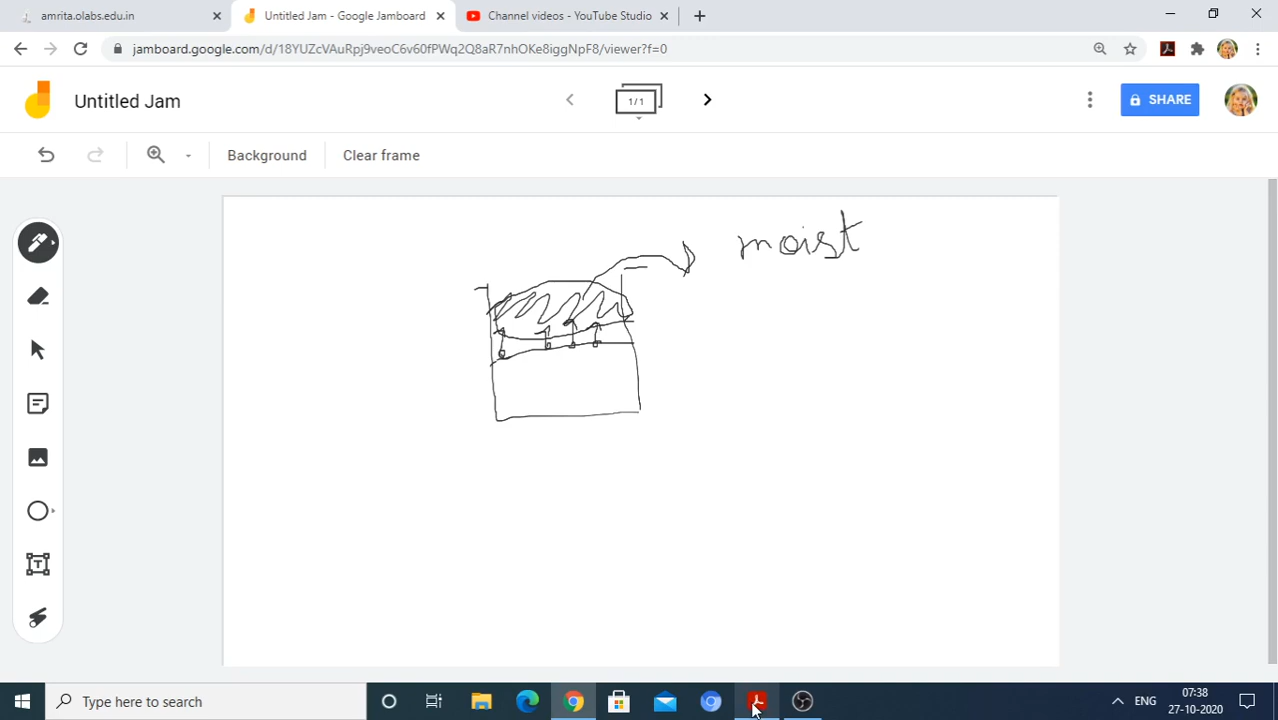 amrita.olabs.edu.in
Untitled Jam - Google Jamboard
Channel videos - YouTube Studio
jamboard.google.com/d/18YUZcVAuRpj9veoC6v60fPWq2Q8aR7nhOKe8iggNpF8/viewer?f=0
Untitled Jam
1/1
SHARE
Background
Clear frame
moist
T
Type here to search
ENG
07:38
27-10-2020